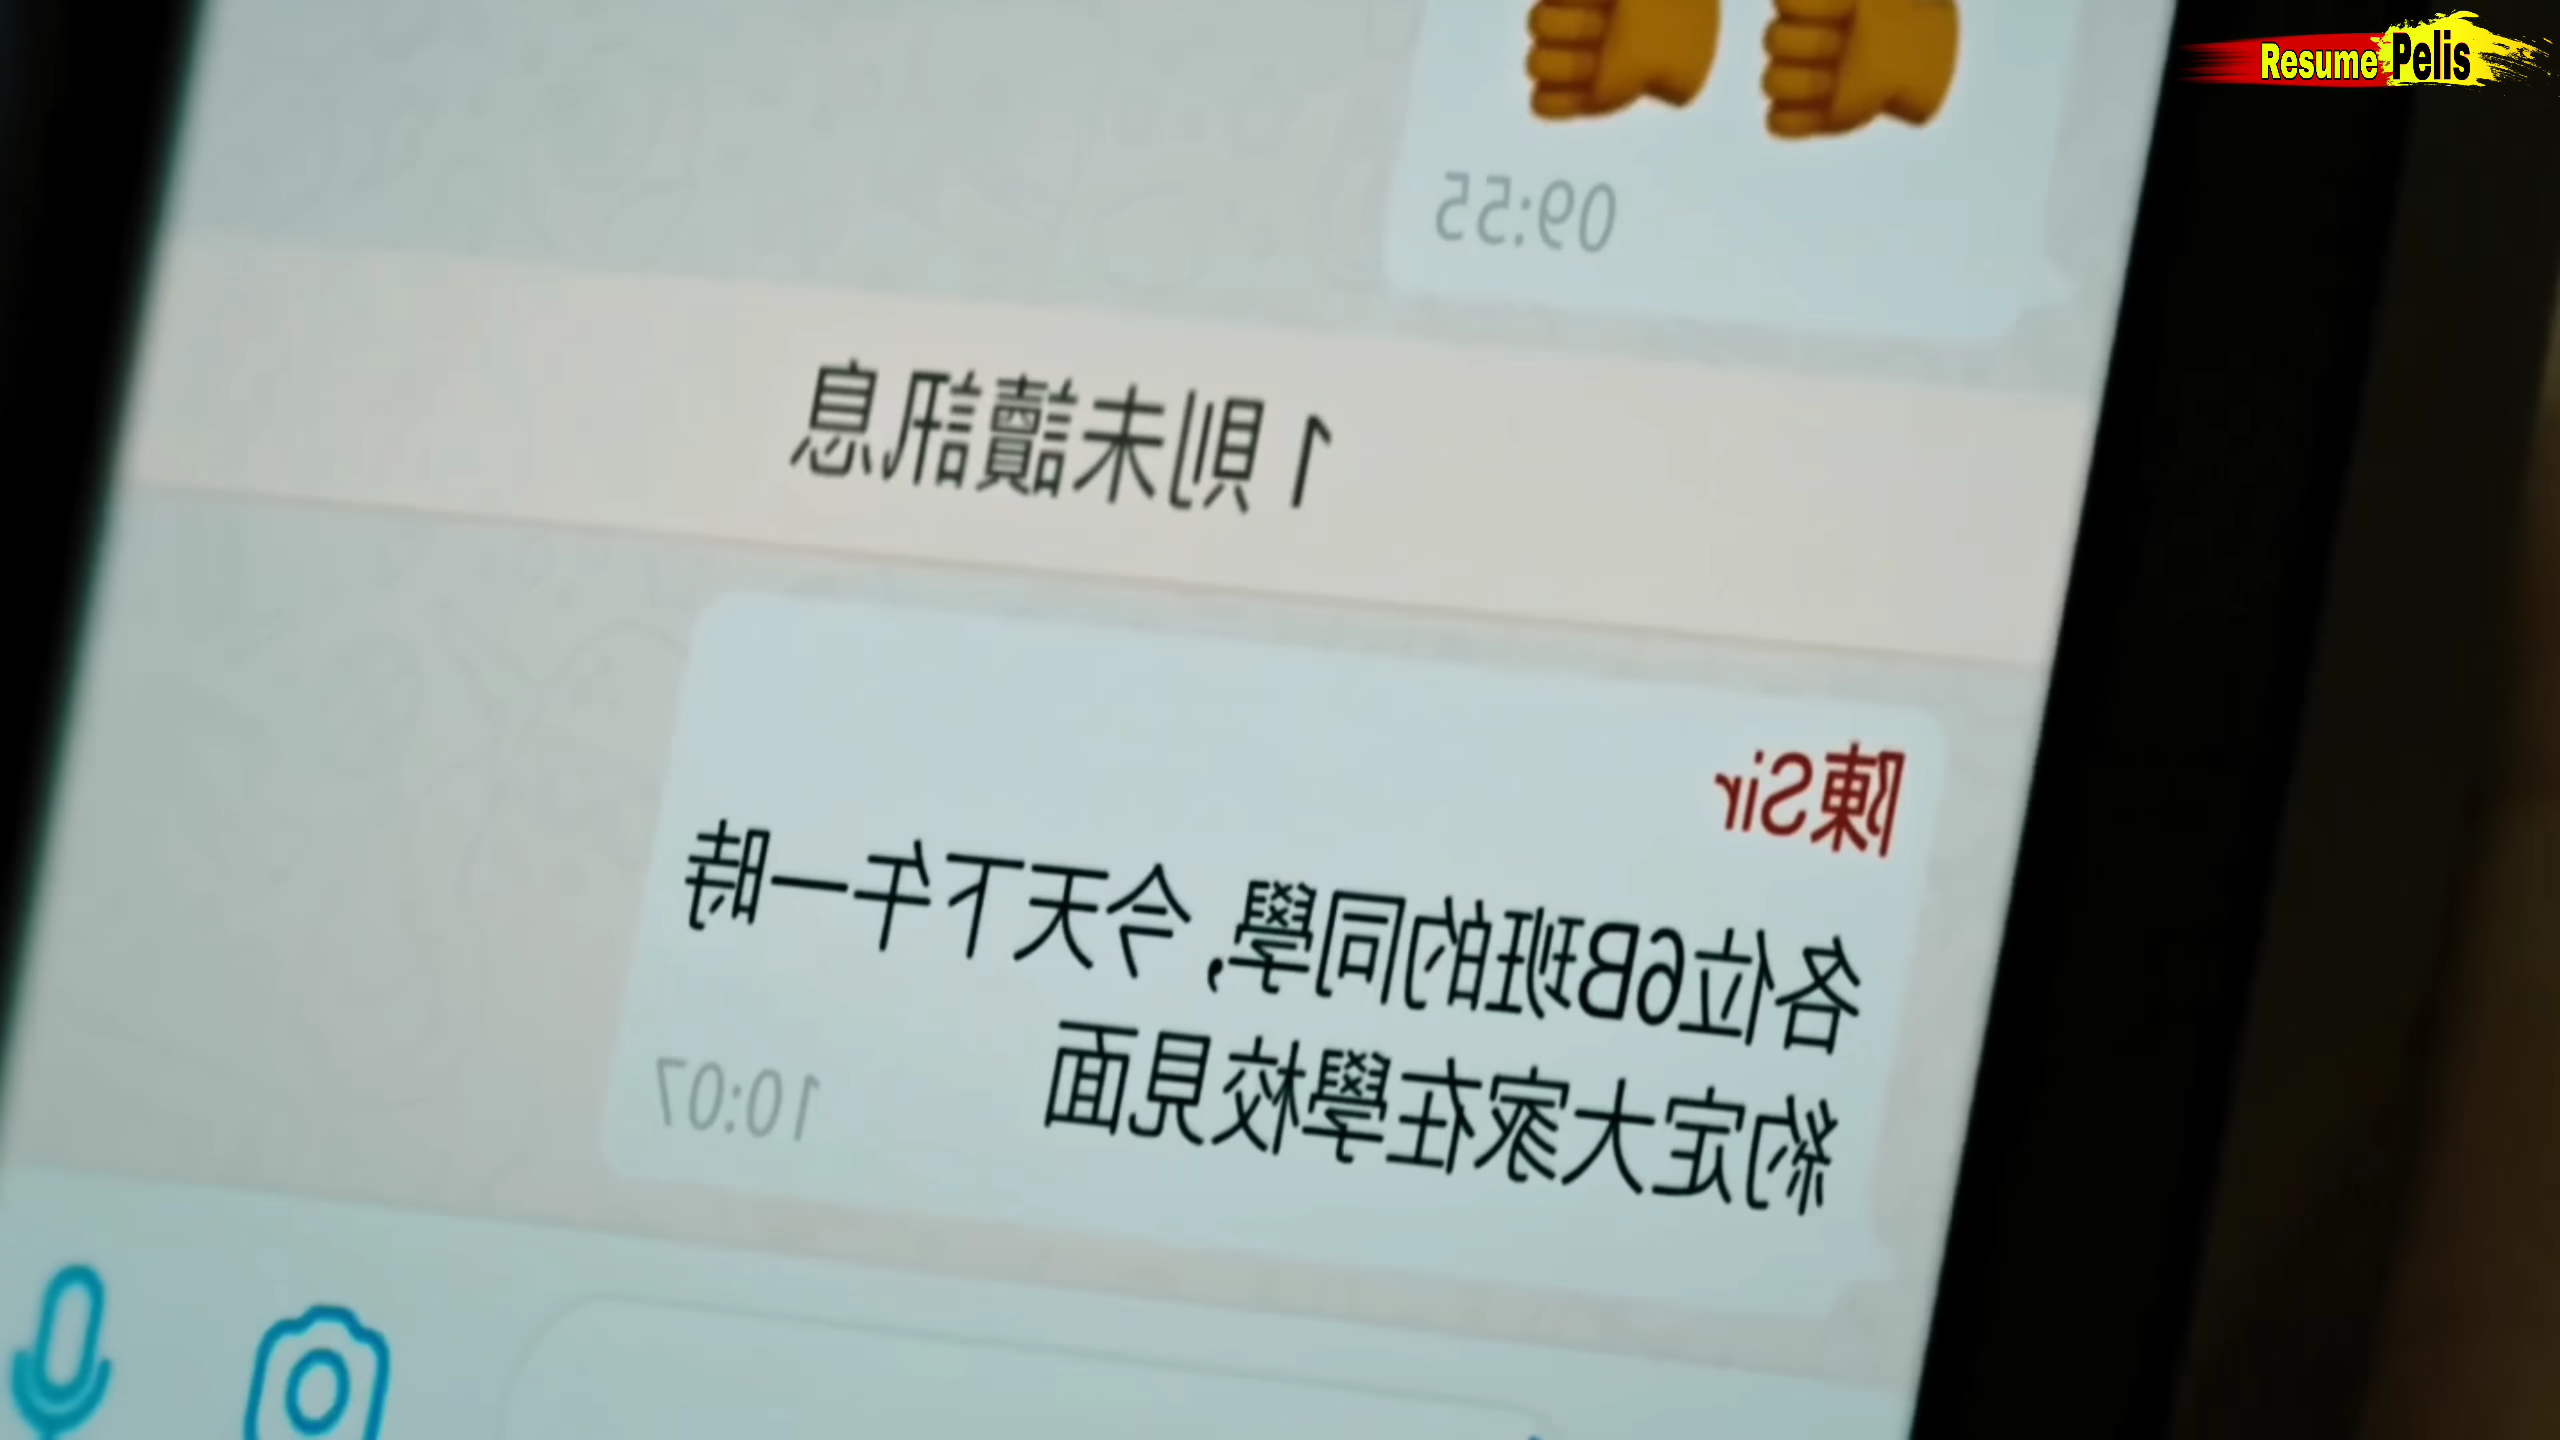 Resume Pelis
09:55
1 則未讀訊息
陳Sir
各位6B班的同學, 今天下午一時
約定大家在學校見面
10:07